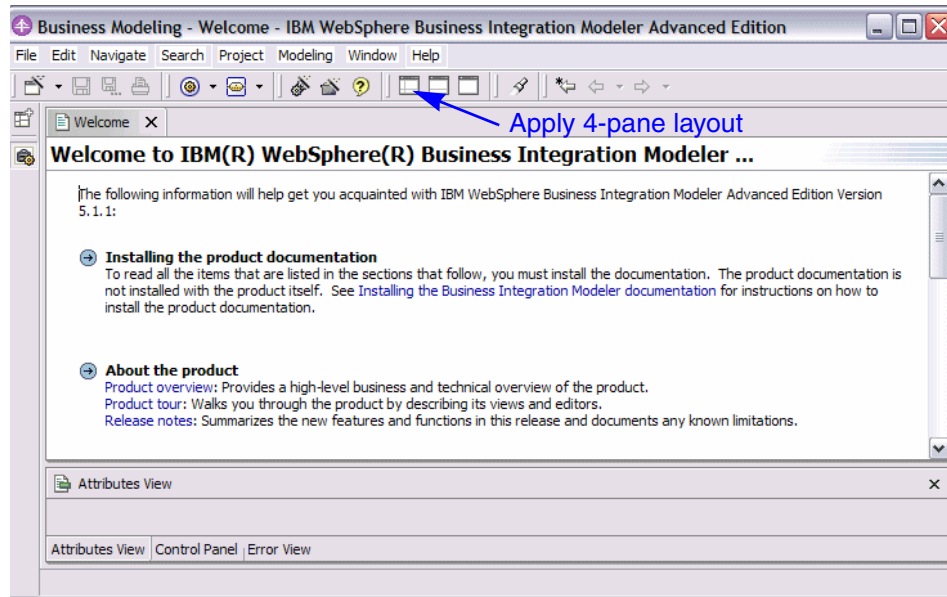 Business Modeling - Welcome - IBM WebSphere Business Integration Modeler Advanced Edition
File Edit Navigate Search Project Modeling Window Help
Apply 4-pane layout
Welcome
Welcome to IBM(R) WebSphere(R) Business Integration Modeler ...
The following information will help get you acquainted with IBM WebSphere Business Integration Modeler Advanced Edition Version
5.1.1:
Installing the product documentation
To read all the items that are listed in the sections that follow, you must install the documentation. The product documentation is
not installed with the product itself. See Installing the Business Integration Modeler documentation for instructions on how to
install the product documentation.
About the product
Product overview: Provides a high-level business and technical overview of the product.
Product tour: Walks you through the product by describing its views and editors.
Release notes: Summarizes the new features and functions in this release and documents any known limitations.
Attributes View
Attributes View Control Panel Error View